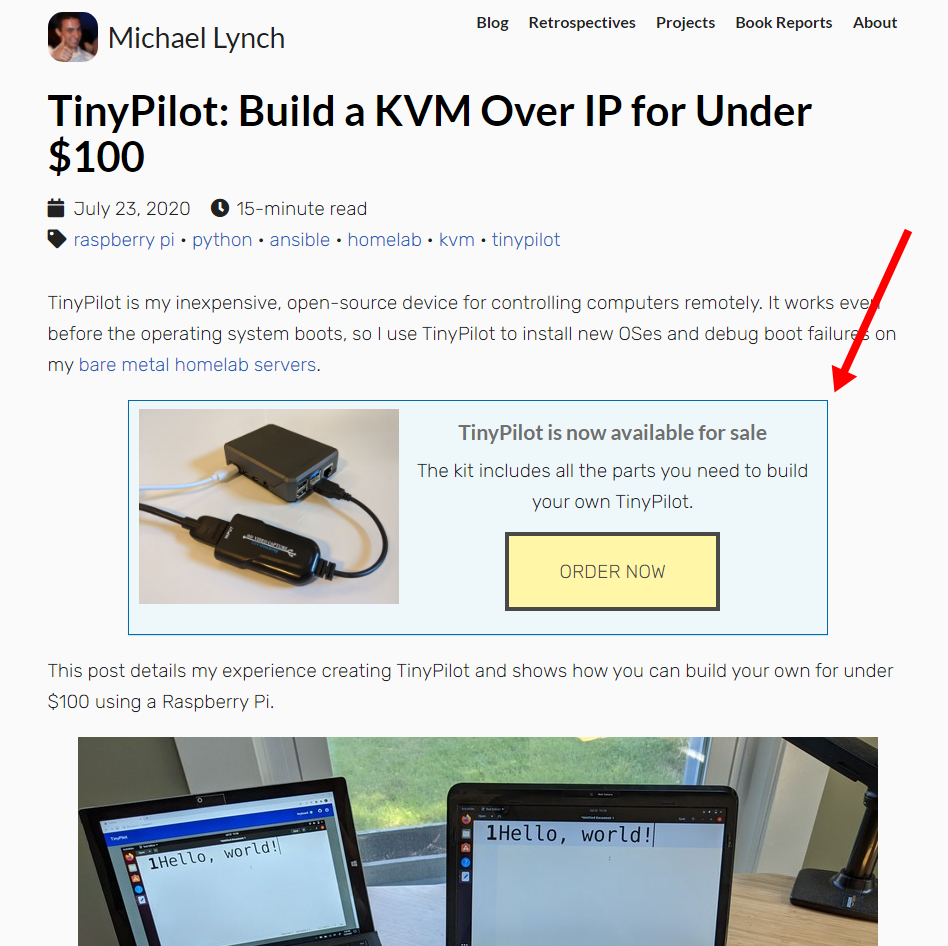 Michael Lynch
Blog Retrospectives Projects Book Reports About
TinyPilot: Build a KVM Over IP for Under
$100
July 23, 2020 15-minute read
raspberry pi • python • ansible • homelab • kvm • tinypilot
TinyPilot is my inexpensive, open-source device for controlling computers remotely. It works even
before the operating system boots, so I use TinyPilot to install new OSes and debug boot failures on
my bare metal homelab servers.
INPUT
HD VIDEO CAPTURE
TinyPilot is now available for sale
The kit includes all the parts you need to build
your own TinyPilot.
ORDER NOW
This post details my experience creating TinyPilot and shows how you can build your own for under
$100 using a Raspberry Pi.
TinyPilot
1Hello, world!
1Hello, world!